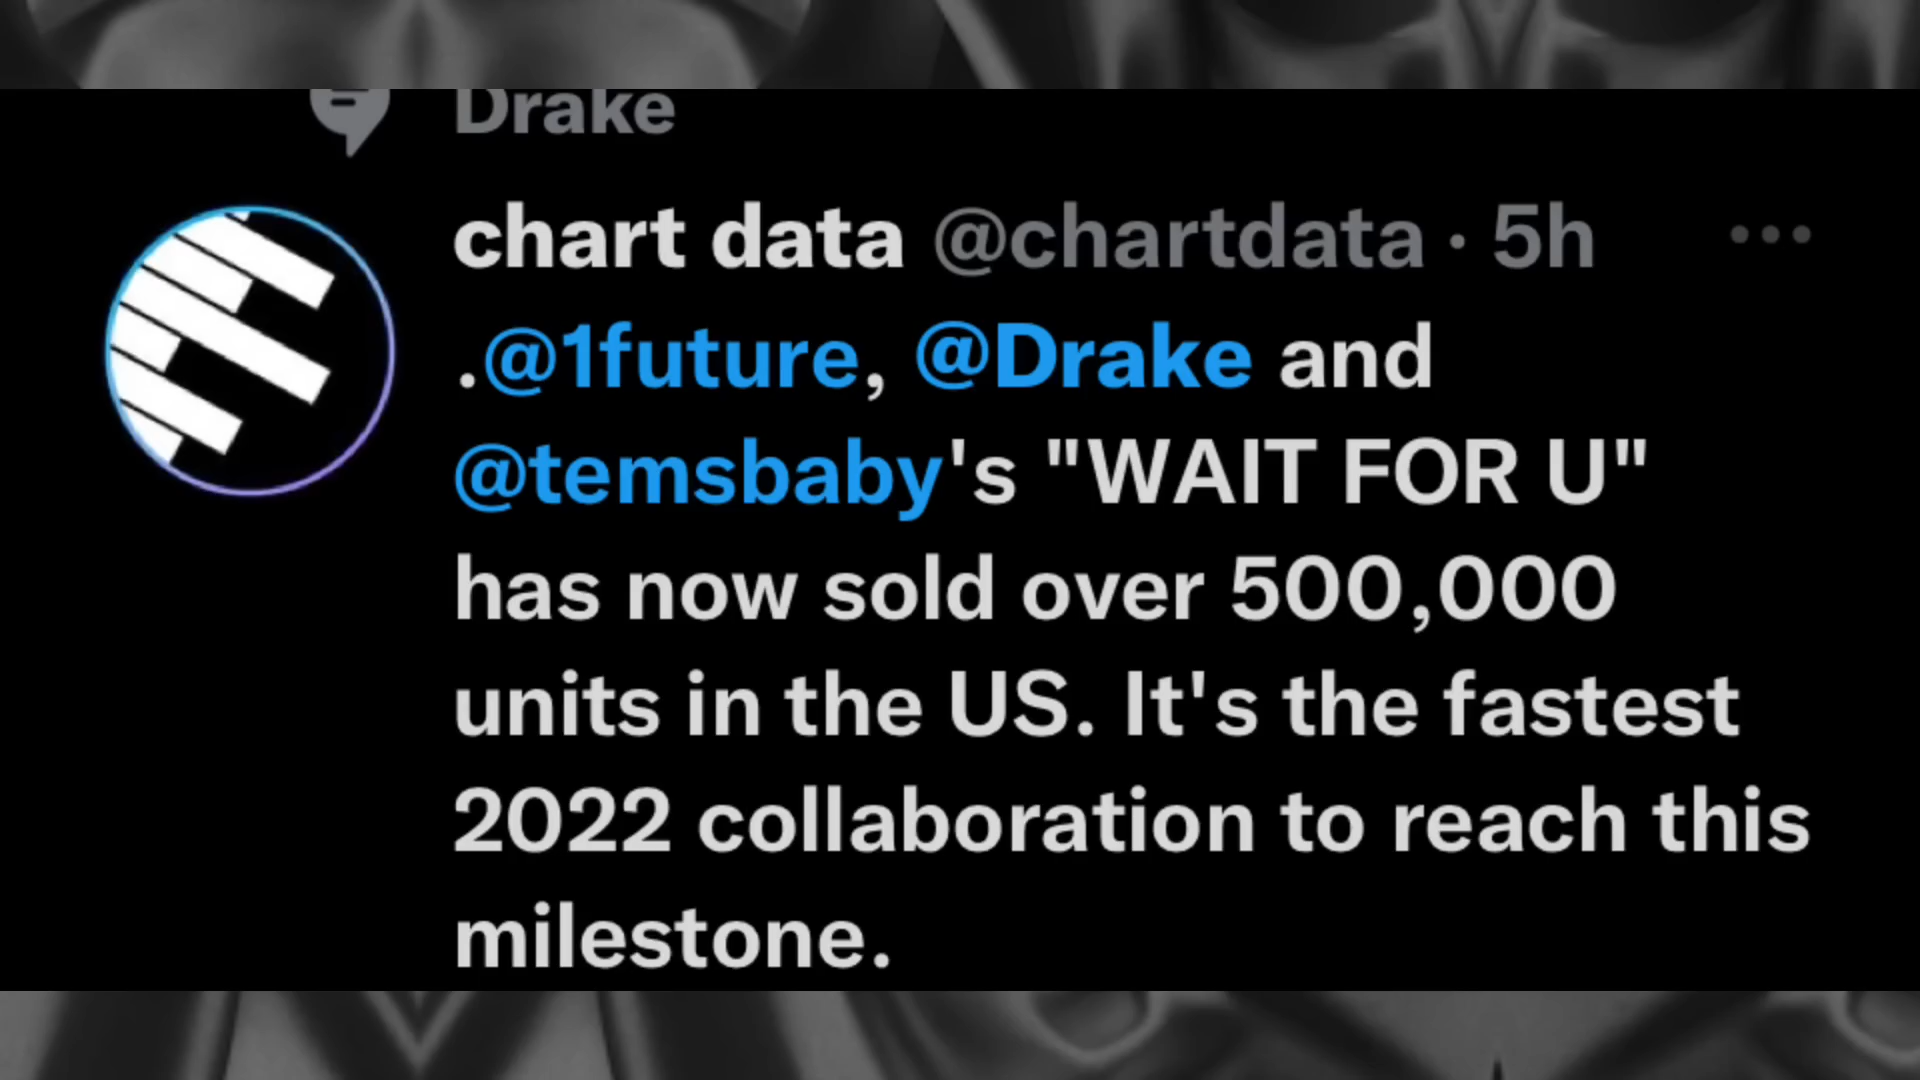 Drake
chart data @chartdata · 5h
.@1future, @Drake and
@temsbaby's "WAIT FOR U"
has now sold over 500,000
units in the US. It's the fastest
2022 collaboration to reach this
milestone.